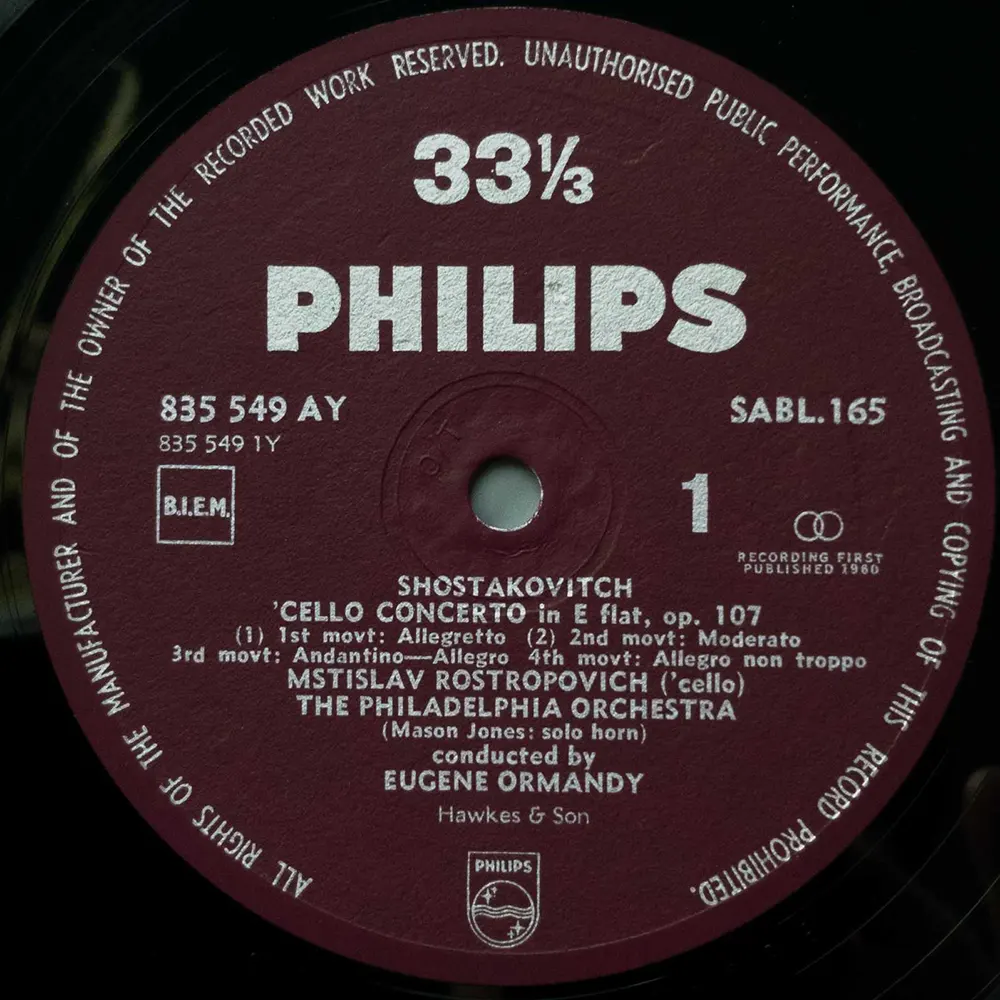 ALL RIGHTS OF THE MANUFACTURER AND OF THE OWNER OF THE RECORDED WORK RESERVED. UNAUTHORISED PUBLIC PERFORMANCE, BROADCASTING AND COPYING OF THIS RECORD PROHIBITED.
33⅓
PHILIPS
835 549 AY
SABL.165
835 549 1Y
B.I.E.M.
1
RECORDING FIRST
PUBLISHED 1960
SHOSTAKOVITCH
'CELLO CONCERTO in E flat, op. 107
(1) 1st movt: Allegretto (2) 2nd movt: Moderato
3rd movt: Andantino—Allegro 4th movt: Allegro non troppo
MSTISLAV ROSTROPOVICH ('cello)
THE PHILADELPHIA ORCHESTRA
(Mason Jones: solo horn)
conducted by
EUGENE ORMANDY
Hawkes & Son
PHILIPS